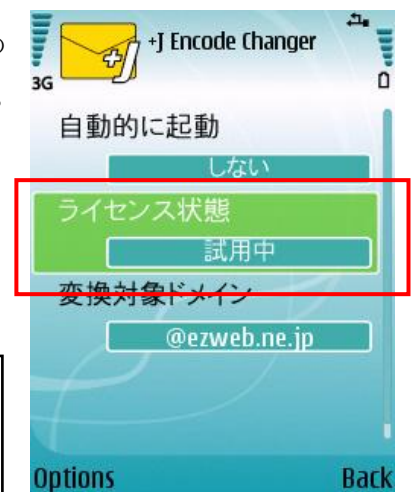 の
+J Encode Changer
3G
自動的に起動
しない
ライセンス状態
試用中
変換対象ドメイン
@ezweb.ne.jp
Options
Back